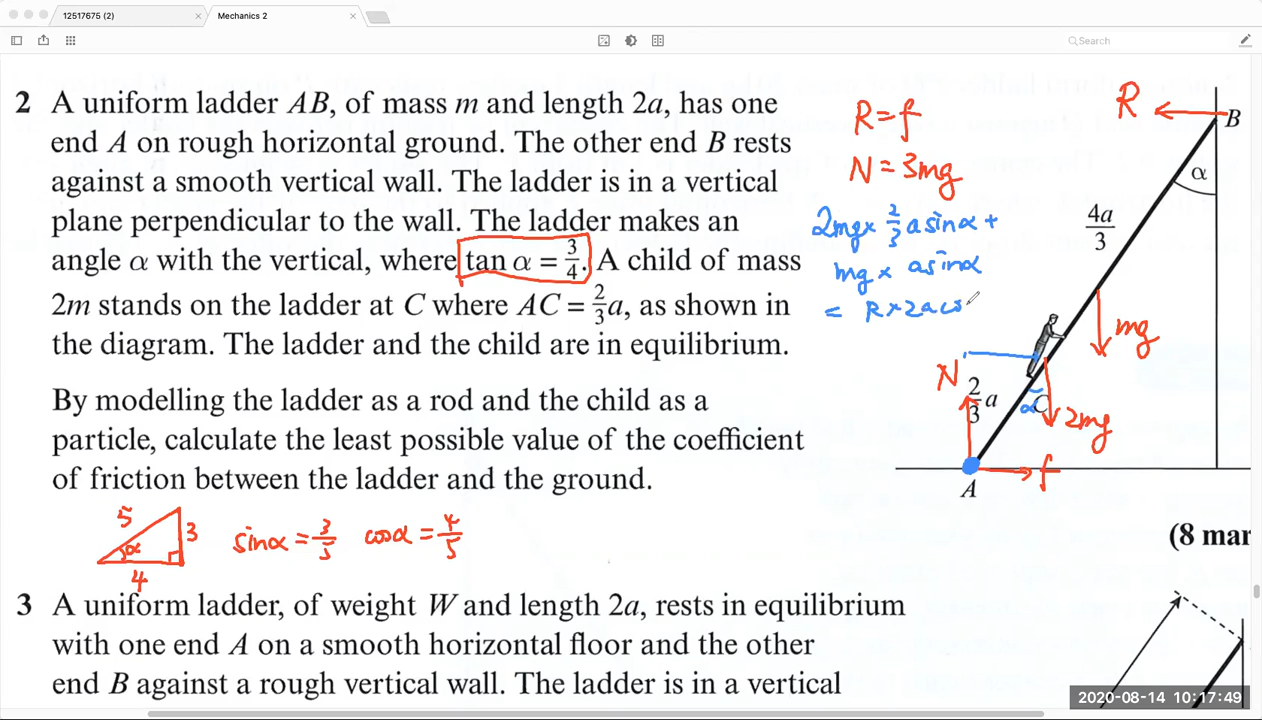 12517675 (2)
Mechanics 2
Search
2 A uniform ladder AB, of mass m and length 2a, has one
end A on rough horizontal ground. The other end B rests
against a smooth vertical wall. The ladder is in a vertical
plane perpendicular to the wall. The ladder makes an
angle α with the vertical, where tan α = 3/4. A child of mass
2m stands on the ladder at C where AC = 2/3 a, as shown in
the diagram. The ladder and the child are in equilibrium.
By modelling the ladder as a rod and the child as a
particle, calculate the least possible value of the coefficient
of friction between the ladder and the ground.
5
3
α
4
sinα = 3/5 cosα = 4/5
R = f
N = 3mg
2mg × 2/3 a sinα +
mg × a sinα
= R × 2a cos
R
B
α
4a/3
mg
N
2/3 a
α
C
2mg
f
A
(8 mar
3 A uniform ladder, of weight W and length 2a, rests in equilibrium
with one end A on a smooth horizontal floor and the other
end B against a rough vertical wall. The ladder is in a vertical
2020-08-14 10:17:49